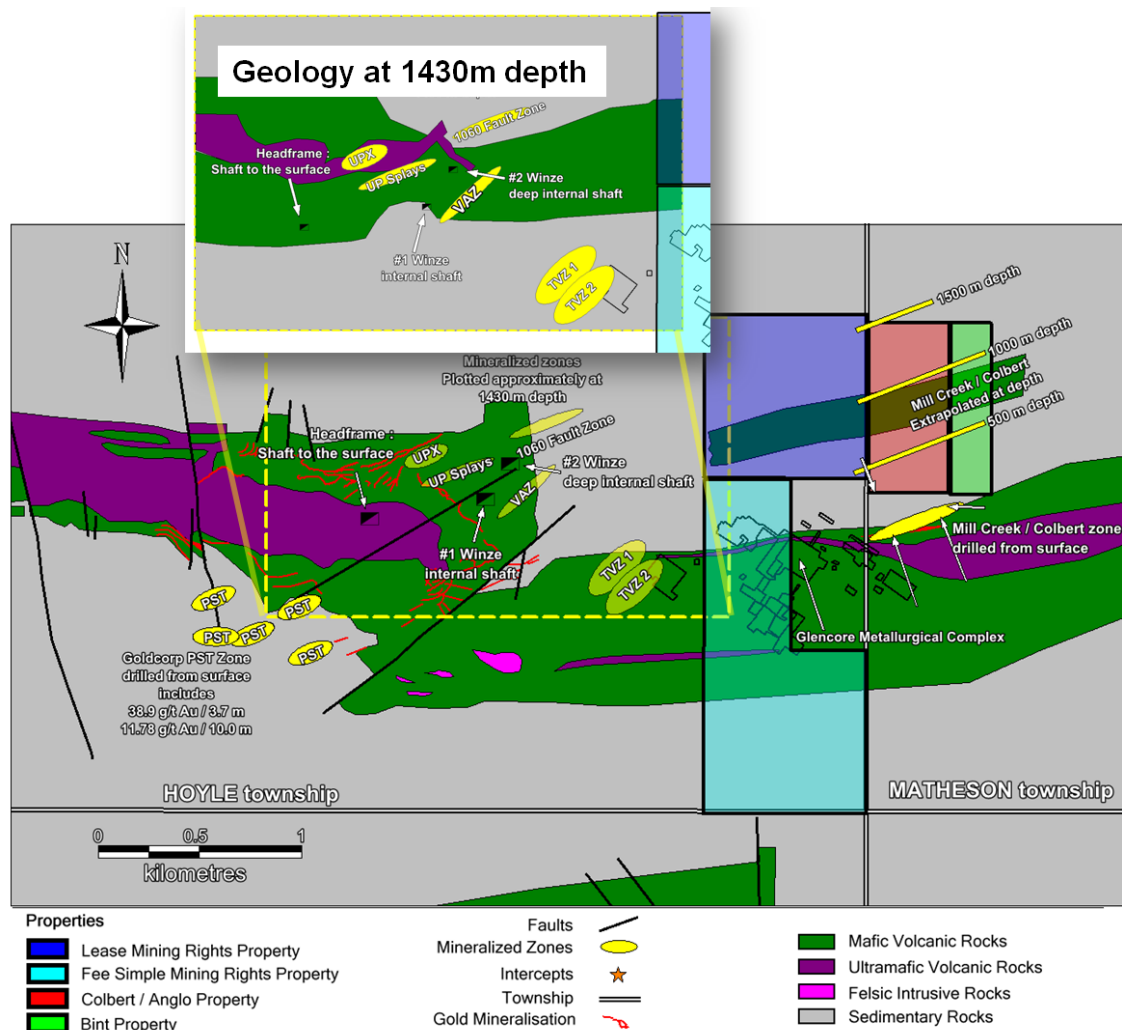 Geology at 1430m depth
1060 Fault Zone
Headframe :
Shaft to the surface
UPX
UP Splays
#2 Winze
deep internal shaft
VAZ
#1 Winze
internal shaft
TVZ 1
TVZ 2
N
1500 m depth
1000 m depth
Mill Creek / Colbert
Extrapolated at depth
500 m depth
Mineralized zones
Plotted approximately at
1430 m depth
Headframe :
Shaft to the surface
UPX
1060 Fault Zone
UP Splays
#2 Winze
deep internal shaft
VAZ
#1 Winze
internal shaft
Mill Creek / Colbert zone
drilled from surface
TVZ 1
TVZ 2
Glencore Metallurgical Complex
PST
PST
PST
PST
PST
Goldcorp PST Zone
drilled from surface
includes
38.9 g/t Au / 3.7 m
11.78 g/t Au / 10.0 m
HOYLE township
MATHESON township
0 0.5 1
kilometres
Properties
Lease Mining Rights Property
Fee Simple Mining Rights Property
Colbert / Anglo Property
Bint Property
Faults
Mineralized Zones
Intercepts
Township
Gold Mineralisation
Mafic Volcanic Rocks
Ultramafic Volcanic Rocks
Felsic Intrusive Rocks
Sedimentary Rocks